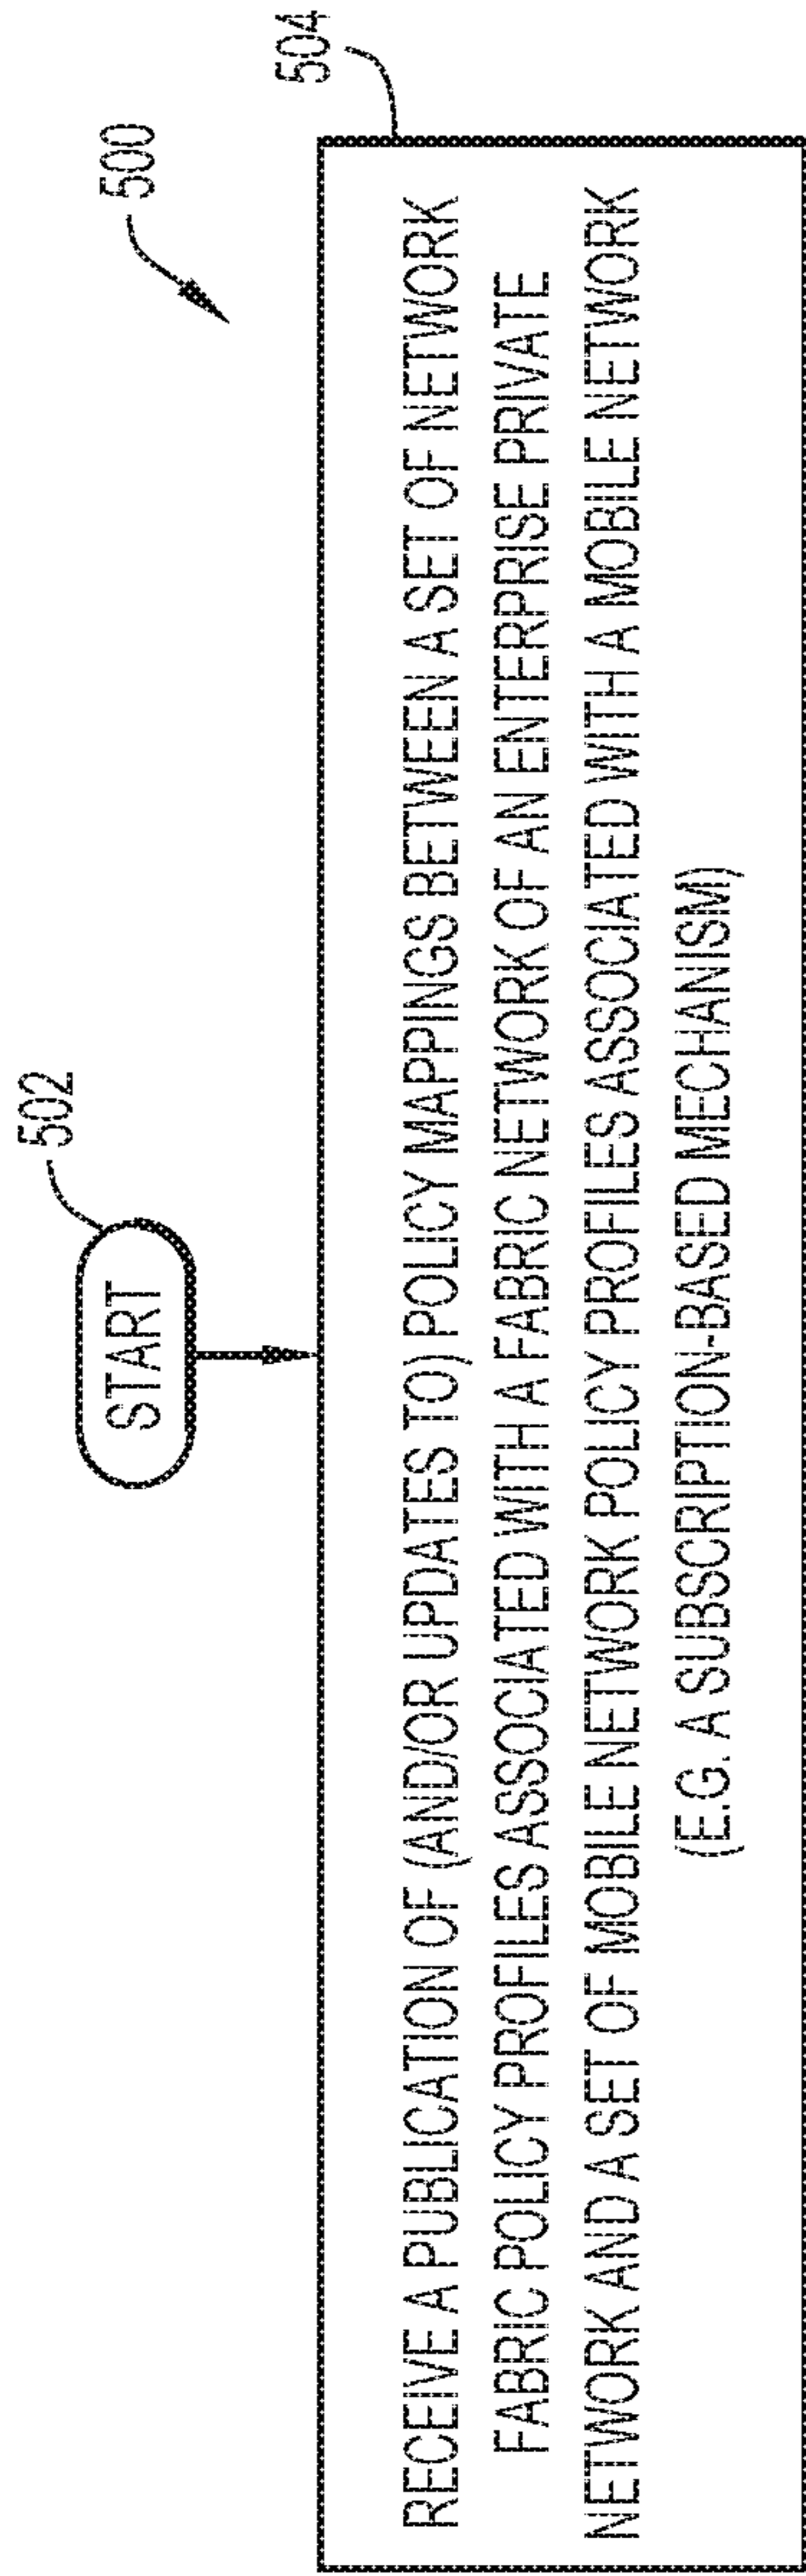 500
502
START
504
RECEIVE A PUBLICATION OF (AND/OR UPDATES TO) POLICY MAPPINGS BETWEEN A SET OF NETWORK
FABRIC POLICY PROFILES ASSOCIATED WITH A FABRIC NETWORK OF AN ENTERPRISE PRIVATE
NETWORK AND A SET OF MOBILE NETWORK POLICY PROFILES ASSOCIATED WITH A MOBILE NETWORK
(E.G. A SUBSCRIPTION-BASED MECHANISM)